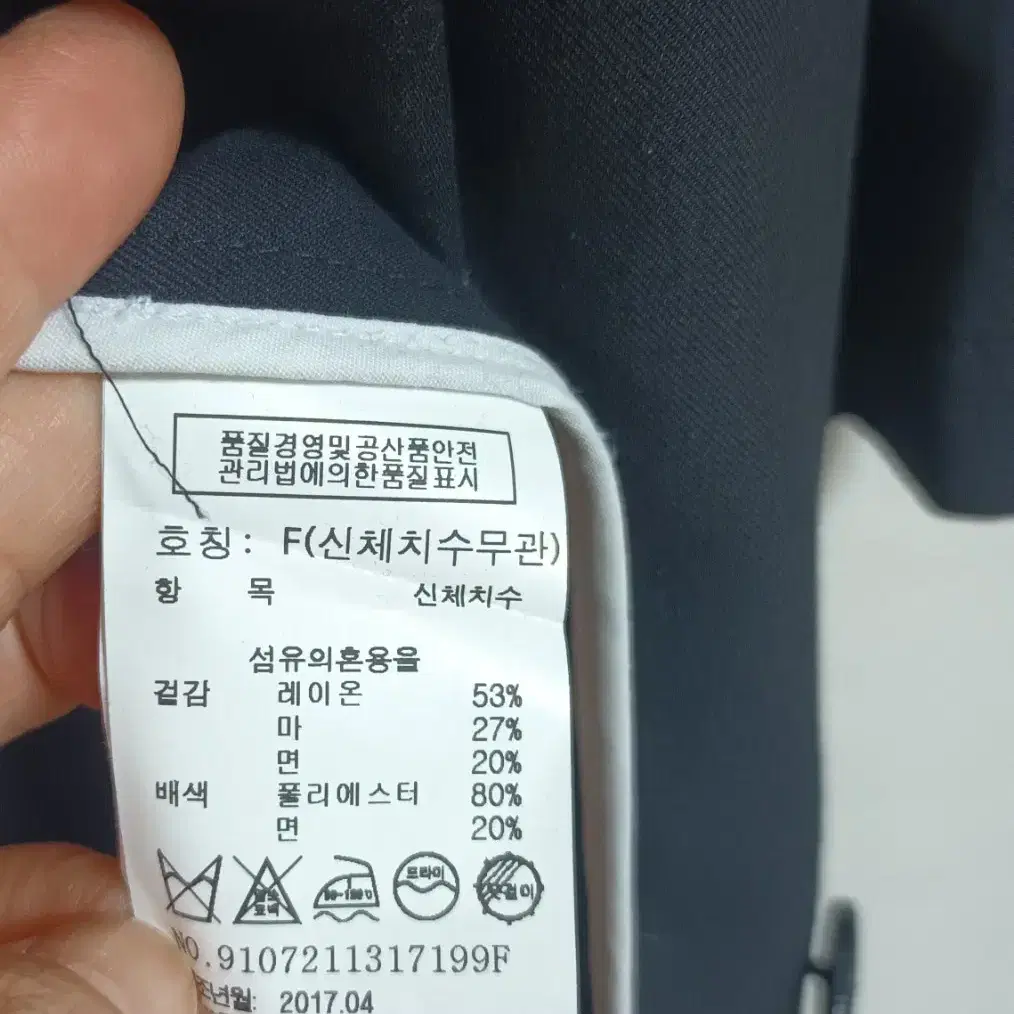 품질경영및공산품안전
관리법에의한품질표시
호칭: F(신체치수무관)
항 목 신체치수
섬유의혼용율
겉감 레이온 53%
마 27%
면 20%
배색 폴리에스터 80%
면 20%
드라이
옷걸이
NO.9107211317199F
2017.04